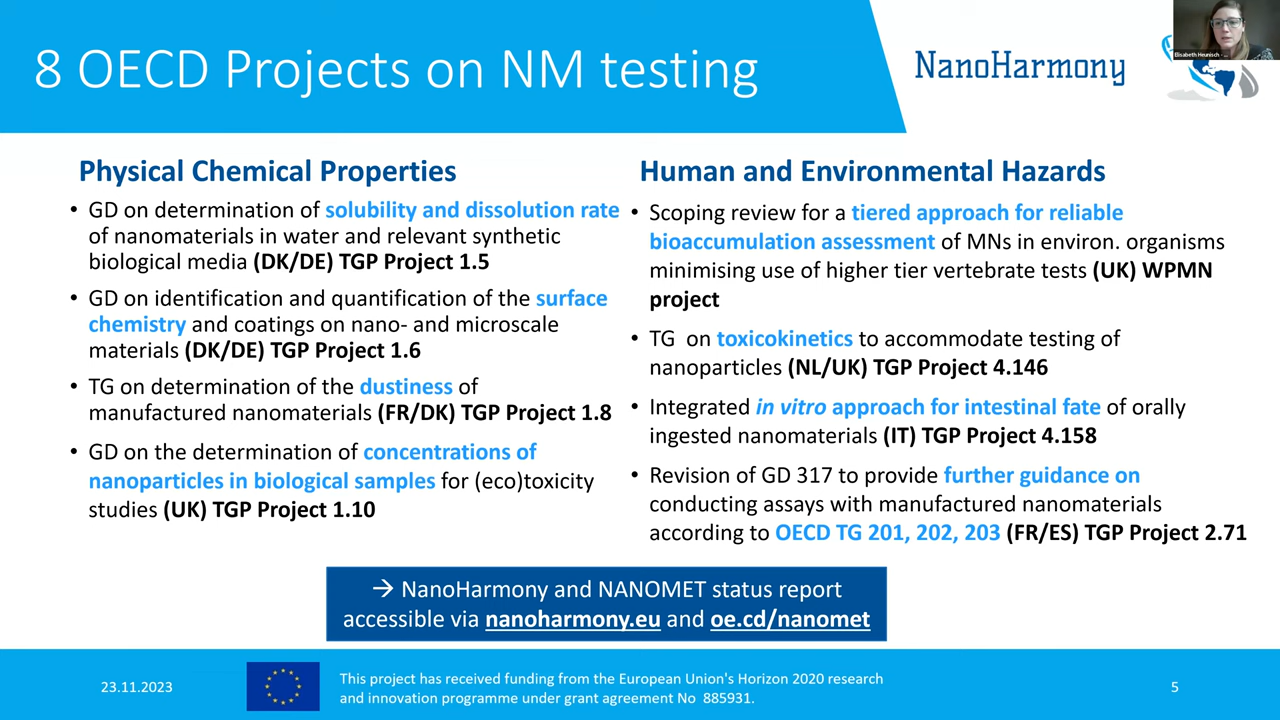 8 OECD Projects on NM testing
NanoHarmony
Elisabeth Heunisch -
Physical Chemical Properties
• GD on determination of solubility and dissolution rate
of nanomaterials in water and relevant synthetic
biological media (DK/DE) TGP Project 1.5
• GD on identification and quantification of the surface
chemistry and coatings on nano- and microscale
materials (DK/DE) TGP Project 1.6
• TG on determination of the dustiness of
manufactured nanomaterials (FR/DK) TGP Project 1.8
• GD on the determination of concentrations of
nanoparticles in biological samples for (eco)toxicity
studies (UK) TGP Project 1.10
Human and Environmental Hazards
• Scoping review for a tiered approach for reliable
bioaccumulation assessment of MNs in environ. organisms
minimising use of higher tier vertebrate tests (UK) WPMN
project
• TG on toxicokinetics to accommodate testing of
nanoparticles (NL/UK) TGP Project 4.146
• Integrated in vitro approach for intestinal fate of orally
ingested nanomaterials (IT) TGP Project 4.158
• Revision of GD 317 to provide further guidance on
conducting assays with manufactured nanomaterials
according to OECD TG 201, 202, 203 (FR/ES) TGP Project 2.71
→ NanoHarmony and NANOMET status report
accessible via nanoharmony.eu and oe.cd/nanomet
23.11.2023
This project has received funding from the European Union's Horizon 2020 research
and innovation programme under grant agreement No 885931.
5